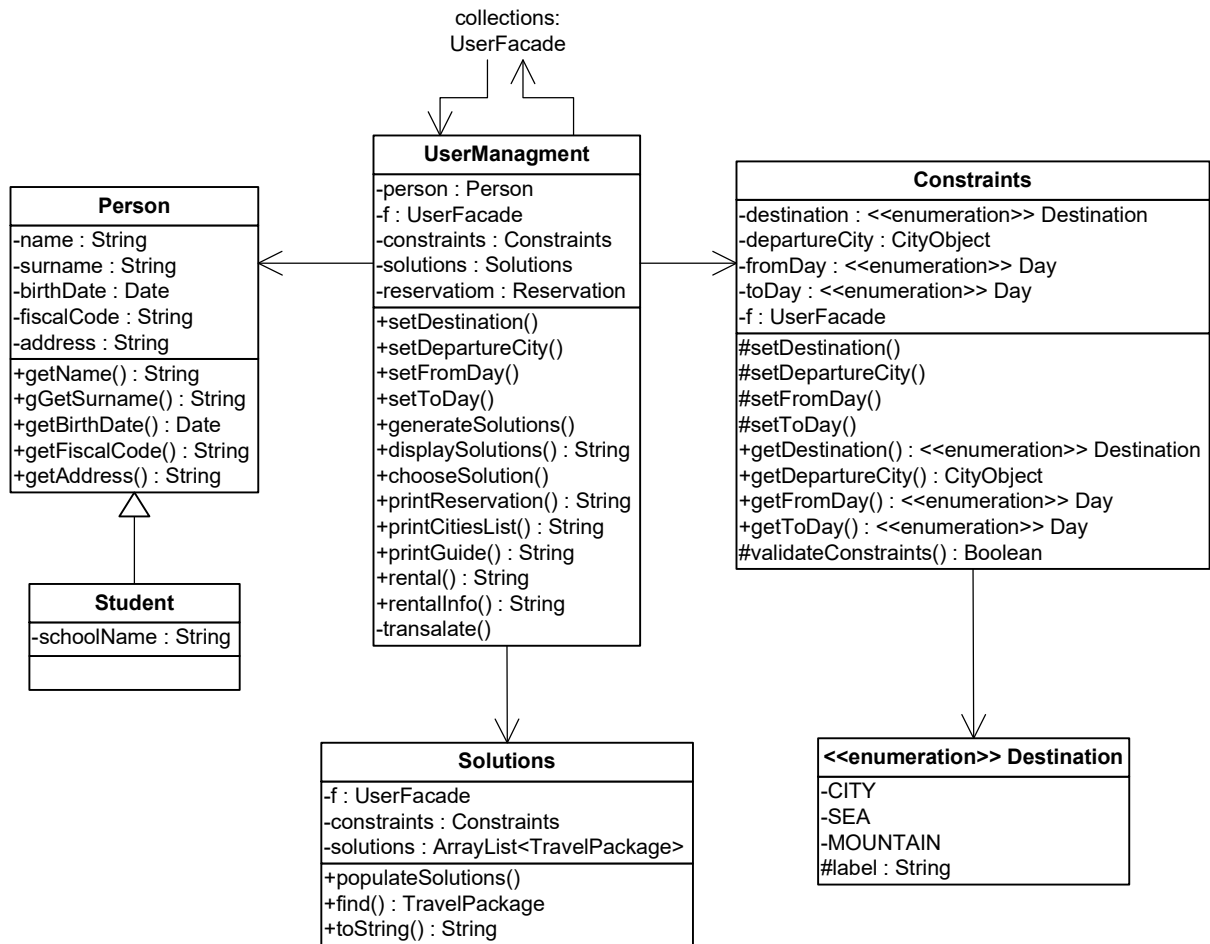 collections:
UserFacade
UserManagment
-person : Person
-f : UserFacade
-constraints : Constraints
-solutions : Solutions
-reservatiom : Reservation
+setDestination()
+setDepartureCity()
+setFromDay()
+setToDay()
+generateSolutions()
+displaySolutions() : String
+chooseSolution()
+printReservation() : String
+printCitiesList() : String
+printGuide() : String
+rental() : String
+rentalInfo() : String
-transalate()
Person
-name : String
-surname : String
-birthDate : Date
-fiscalCode : String
-address : String
+getName() : String
+gGetSurname() : String
+getBirthDate() : Date
+getFiscalCode() : String
+getAddress() : String
Student
-schoolName : String
Constraints
-destination : <<enumeration>> Destination
-departureCity : CityObject
-fromDay : <<enumeration>> Day
-toDay : <<enumeration>> Day
-f : UserFacade
#setDestination()
#setDepartureCity()
#setFromDay()
#setToDay()
+getDestination() : <<enumeration>> Destination
+getDepartureCity() : CityObject
+getFromDay() : <<enumeration>> Day
+getToDay() : <<enumeration>> Day
#validateConstraints() : Boolean
Solutions
-f : UserFacade
-constraints : Constraints
-solutions : ArrayList<TravelPackage>
+populateSolutions()
+find() : TravelPackage
+toString() : String
<<enumeration>> Destination
-CITY
-SEA
-MOUNTAIN
#label : String